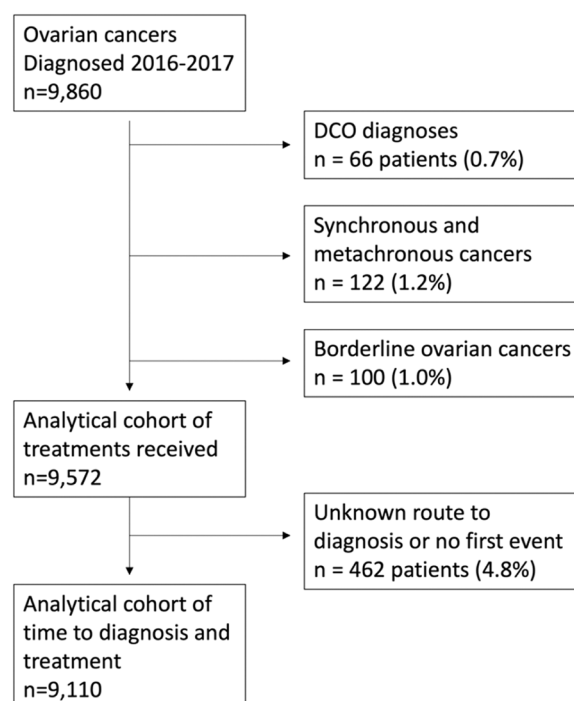 Ovarian cancers
Diagnosed 2016-2017
n=9,860
DCO diagnoses
n = 66 patients (0.7%)
Synchronous and
metachronous cancers
n = 122 (1.2%)
Borderline ovarian cancers
n = 100 (1.0%)
Analytical cohort of
treatments received
n=9,572
Unknown route to
diagnosis or no first event
n = 462 patients (4.8%)
Analytical cohort of
time to diagnosis and
treatment
n=9,110